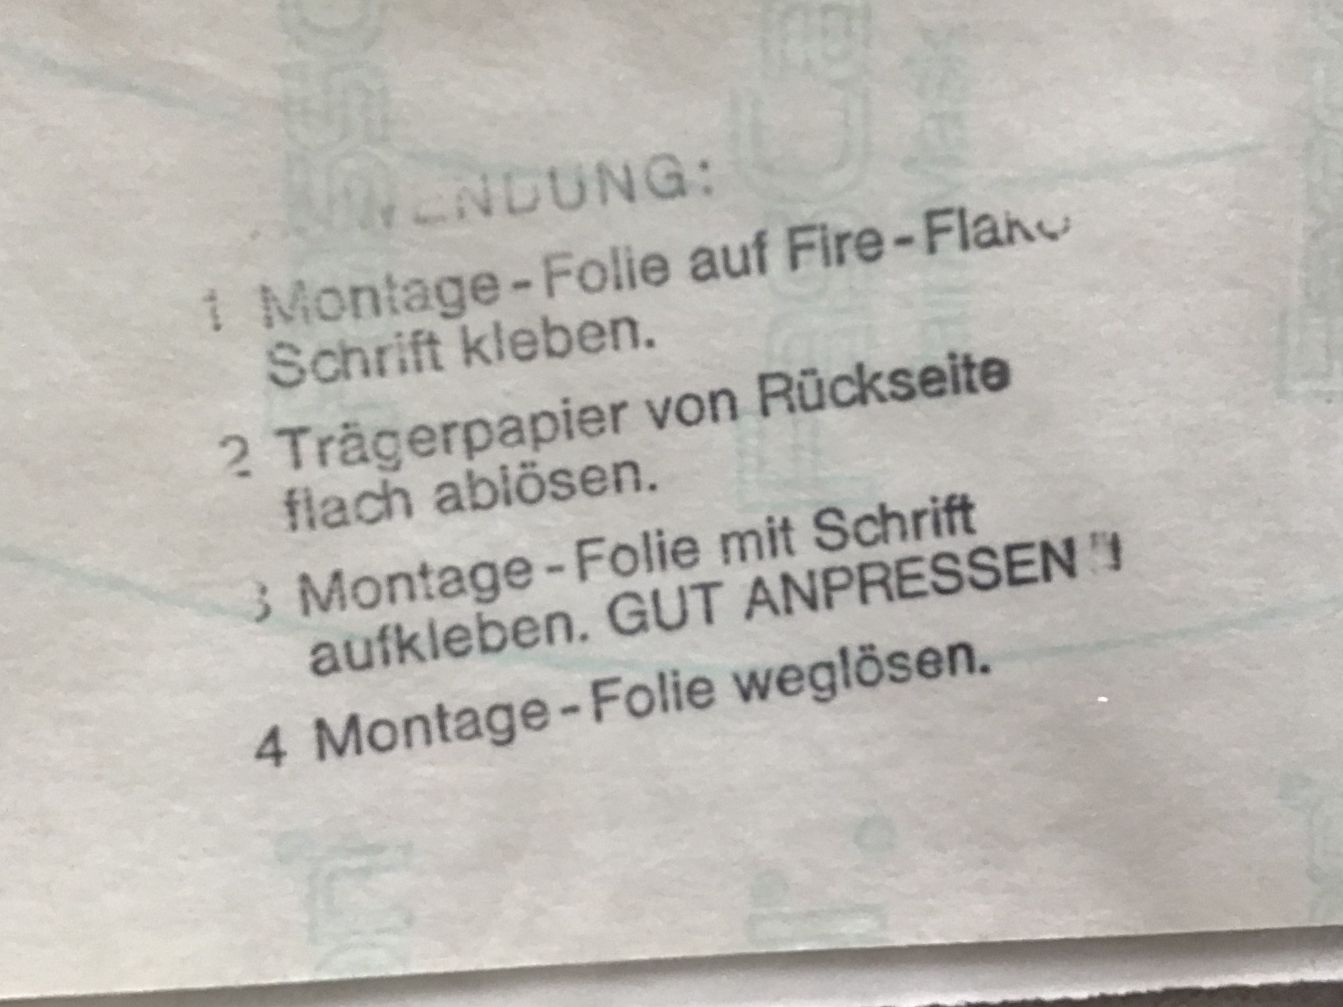 ANWENDUNG:
1 Montage-Folie auf Fire-Flake
Schrift kleben.
2 Trägerpapier von Rückseite
flach ablösen.
3 Montage-Folie mit Schrift
aufkleben. GUT ANPRESSEN
4 Montage-Folie weglösen.